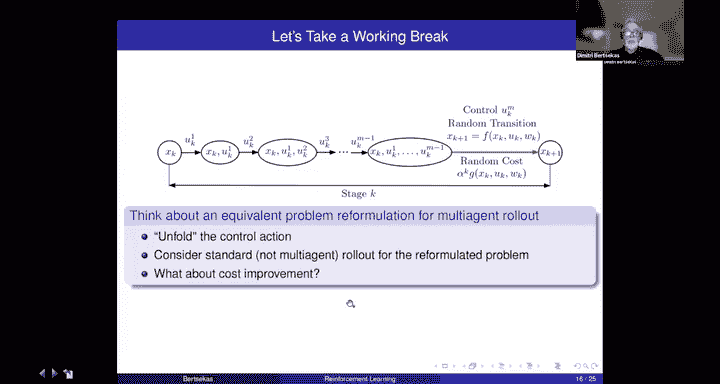 Let's Take a Working Break
Dimitri Bertsekas
Control u_k^m
Random Transition
x_{k+1} = f(x_k, u_k, w_k)
x_k
u_k^1
x_k, u_k^1
u_k^2
x_k, u_k^1, u_k^2
u_k^3
...
u_k^{m-1}
x_k, u_k^1, ..., u_k^{m-1}
x_{k+1}
Random Cost
α^k g(x_k, u_k, w_k)
Stage k
Think about an equivalent problem reformulation for multiagent rollout
"Unfold" the control action
Consider standard (not multiagent) rollout for the reformulated problem
What about cost improvement?
Bertsekas Reinforcement Learning 16 / 25